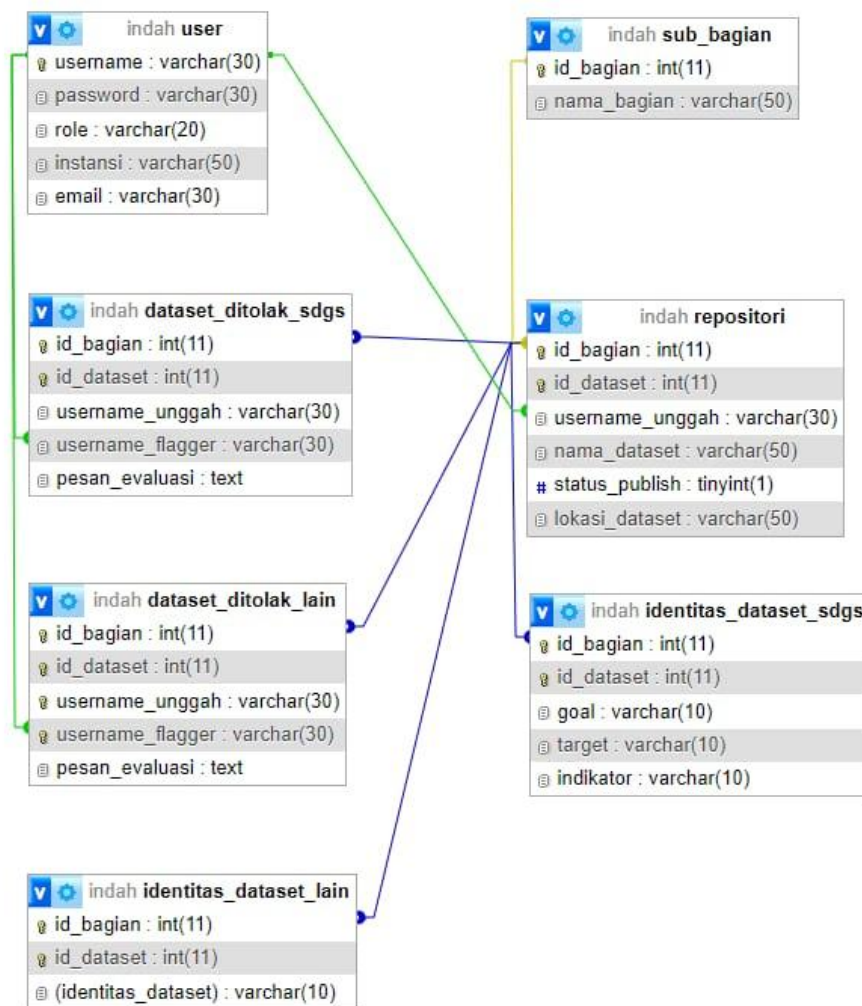 indah user
username : varchar(30)
password : varchar(30)
role : varchar(20)
instansi : varchar(50)
email : varchar(30)
indah sub_bagian
id_bagian : int(11)
nama_bagian : varchar(50)
indah dataset_ditolak_sdgs
id_bagian : int(11)
id_dataset : int(11)
username_unggah : varchar(30)
username_flagger : varchar(30)
pesan_evaluasi : text
indah repositori
id_bagian : int(11)
id_dataset : int(11)
username_unggah : varchar(30)
nama_dataset : varchar(50)
# status_publish : tinyint(1)
lokasi_dataset : varchar(50)
indah dataset_ditolak_lain
id_bagian : int(11)
id_dataset : int(11)
username_unggah : varchar(30)
username_flagger : varchar(30)
pesan_evaluasi : text
indah identitas_dataset_sdgs
id_bagian : int(11)
id_dataset : int(11)
goal : varchar(10)
target : varchar(10)
indikator : varchar(10)
indah identitas_dataset_lain
id_bagian : int(11)
id_dataset : int(11)
(identitas_dataset) : varchar(10)